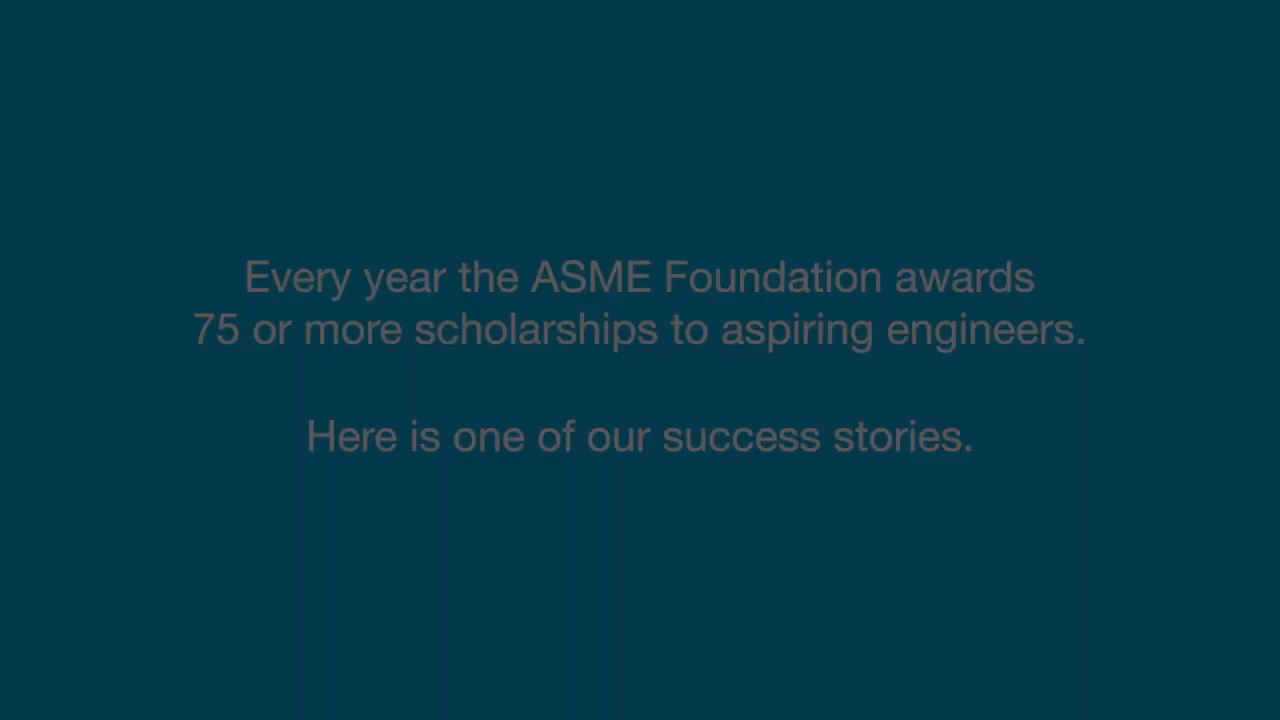 Every year the ASME Foundation awards
75 or more scholarships to aspiring engineers.
Here is one of our success stories.